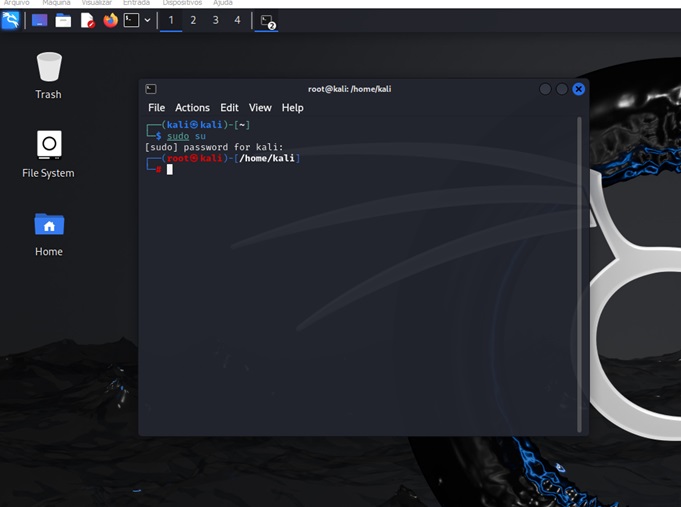 Arquivo Máquina Visualizar Entrada Dispositivos Ajuda
1 2 3 4 2
Trash
File System
Home
root@kali: /home/kali
File Actions Edit View Help
┌──(kali㉿kali)-[~]
└─$ sudo su
[sudo] password for kali:
┌──(root㉿kali)-[/home/kali]
└─#